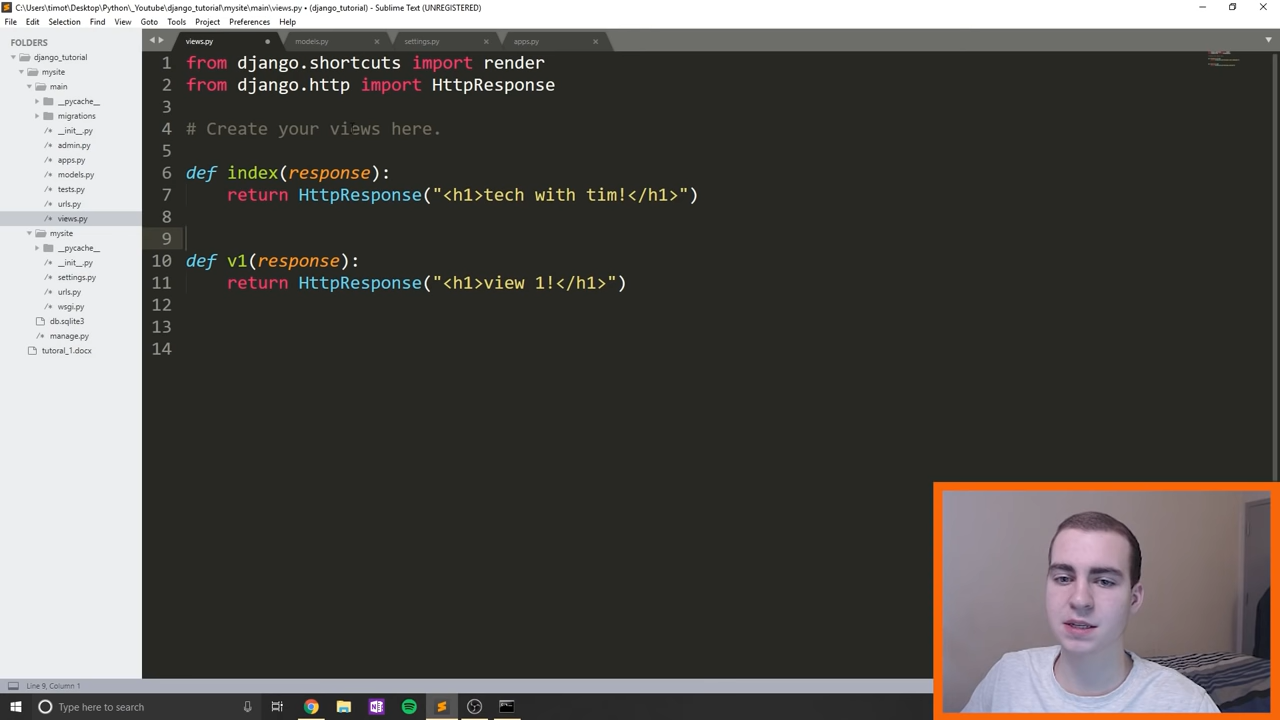 C:\Users\timot\Desktop\Python\_Youtube\django_tutorial\mysite\main\views.py • (django_tutorial) - Sublime Text (UNREGISTERED)
File Edit Selection Find View Goto Tools Project Preferences Help
FOLDERS
django_tutorial
mysite
main
__pycache__
migrations
__init__.py
admin.py
apps.py
models.py
tests.py
urls.py
views.py
mysite
__pycache__
__init__.py
settings.py
urls.py
wsgi.py
db.sqlite3
manage.py
tutoral_1.docx
views.py models.py settings.py apps.py
1 from django.shortcuts import render
2 from django.http import HttpResponse
3
4 # Create your views here.
5
6 def index(response):
7 return HttpResponse("<h1>tech with tim!</h1>")
8
9
10 def v1(response):
11 return HttpResponse("<h1>view 1!</h1>")
12
13
14
Line 9, Column 1
Type here to search